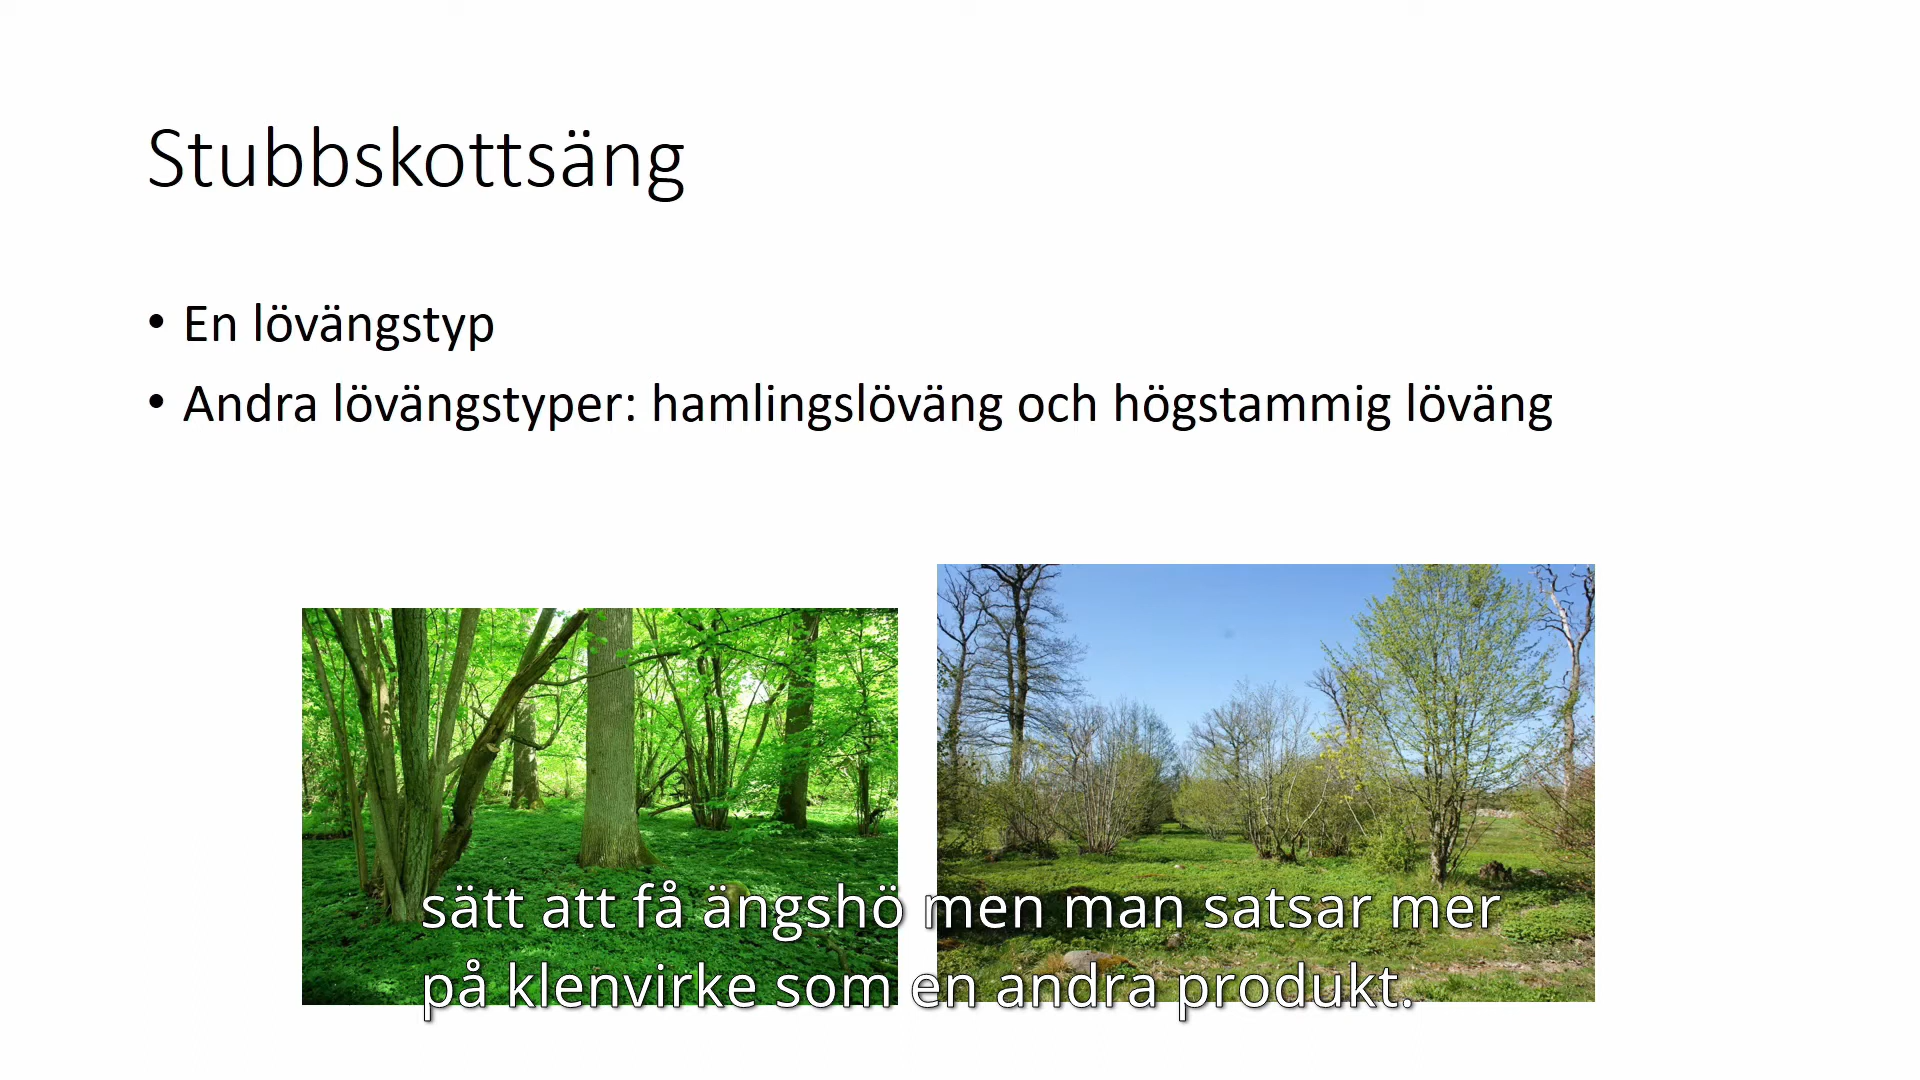 Stubbskottsäng
• En lövängstyp
• Andra lövängstyper: hamlingslöväng och högstammig löväng
sätt att få ängshö men man satsar mer
på klenvirke som en andra produkt.